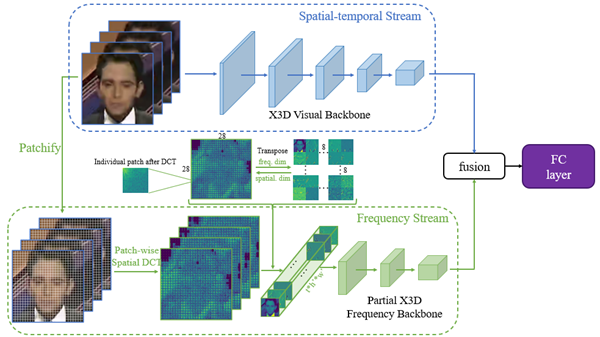 Spatial-temporal Stream
X3D Visual Backbone
Patchify
28
Individual patch after DCT
28
Transpose
freq. dim
spatial. dim
8
8
fusion
FC
layer
Frequency Stream
Patch-wise
Spatial DCT
t*h*w
Partial X3D
Frequency Backbone